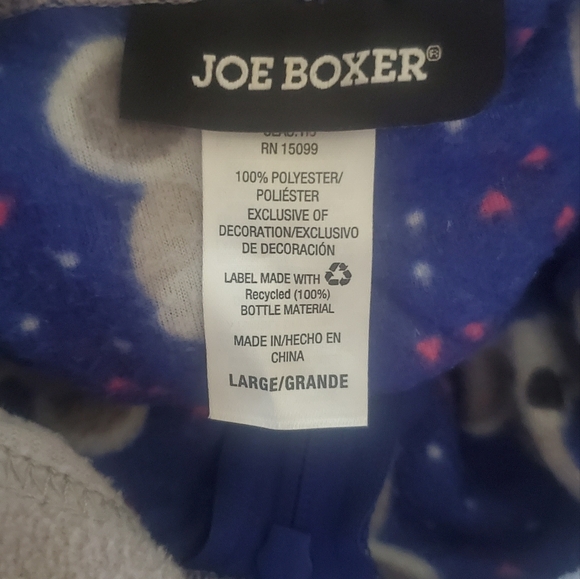 JOE BOXER®
RN 15099
100% POLYESTER/
POLIÉSTER
EXCLUSIVE OF
DECORATION/EXCLUSIVO
DE DECORACIÓN
LABEL MADE WITH
Recycled (100%)
BOTTLE MATERIAL
MADE IN/HECHO EN
CHINA
LARGE/GRANDE